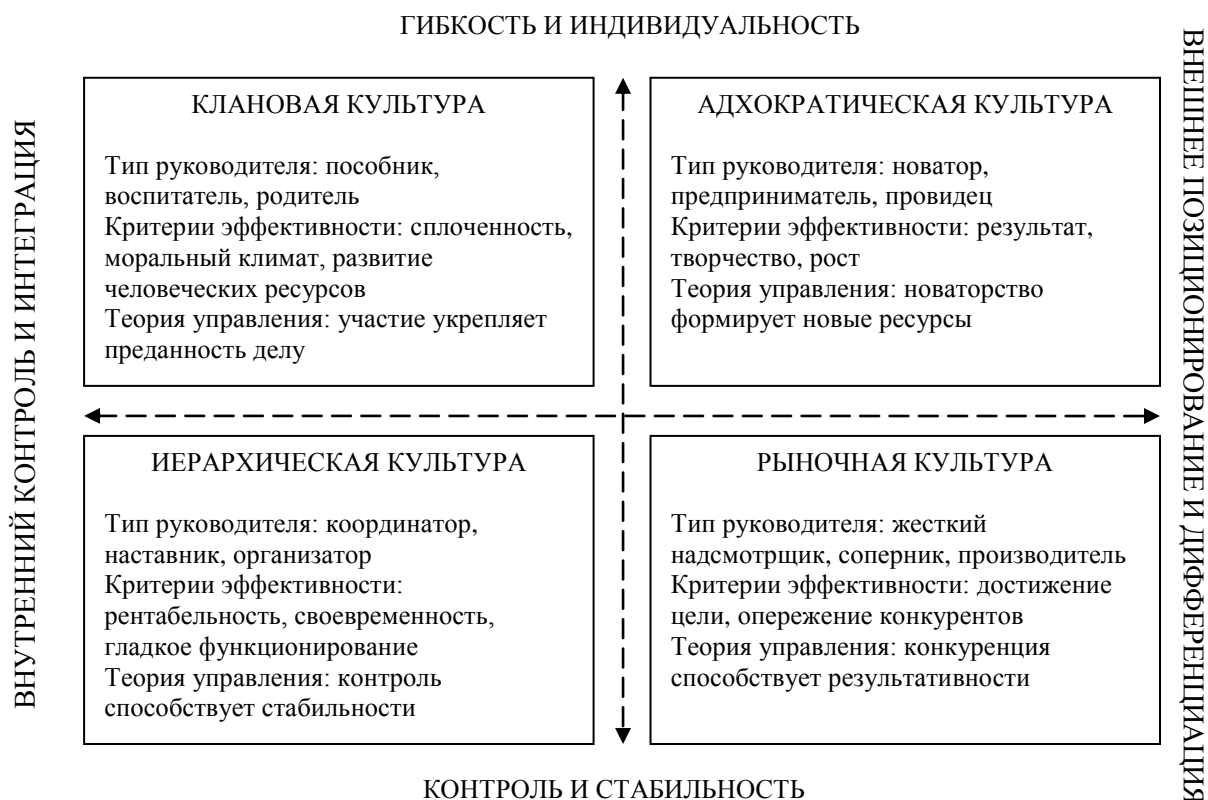 ГИБКОСТЬ И ИНДИВИДУАЛЬНОСТЬ
ВНУТРЕННИЙ КОНТРОЛЬ И ИНТЕГРАЦИЯ
КЛАНОВАЯ КУЛЬТУРА
Тип руководителя: пособник,
воспитатель, родитель
Критерии эффективности: сплоченность,
моральный климат, развитие
человеческих ресурсов
Теория управления: участие укрепляет
преданность делу
АДХОКРАТИЧЕСКАЯ КУЛЬТУРА
Тип руководителя: новатор,
предприниматель, провидец
Критерии эффективности: результат,
творчество, рост
Теория управления: новаторство
формирует новые ресурсы
ВНЕШНЕЕ ПОЗИЦИОНИРОВАНИЕ И ДИФФЕРЕНЦИАЦИЯ
ИЕРАРХИЧЕСКАЯ КУЛЬТУРА
Тип руководителя: координатор,
наставник, организатор
Критерии эффективности:
рентабельность, своевременность,
гладкое функционирование
Теория управления: контроль
способствует стабильности
РЫНОЧНАЯ КУЛЬТУРА
Тип руководителя: жесткий
надсмотрщик, соперник, производитель
Критерии эффективности: достижение
цели, опережение конкурентов
Теория управления: конкуренция
способствует результативности
КОНТРОЛЬ И СТАБИЛЬНОСТЬ